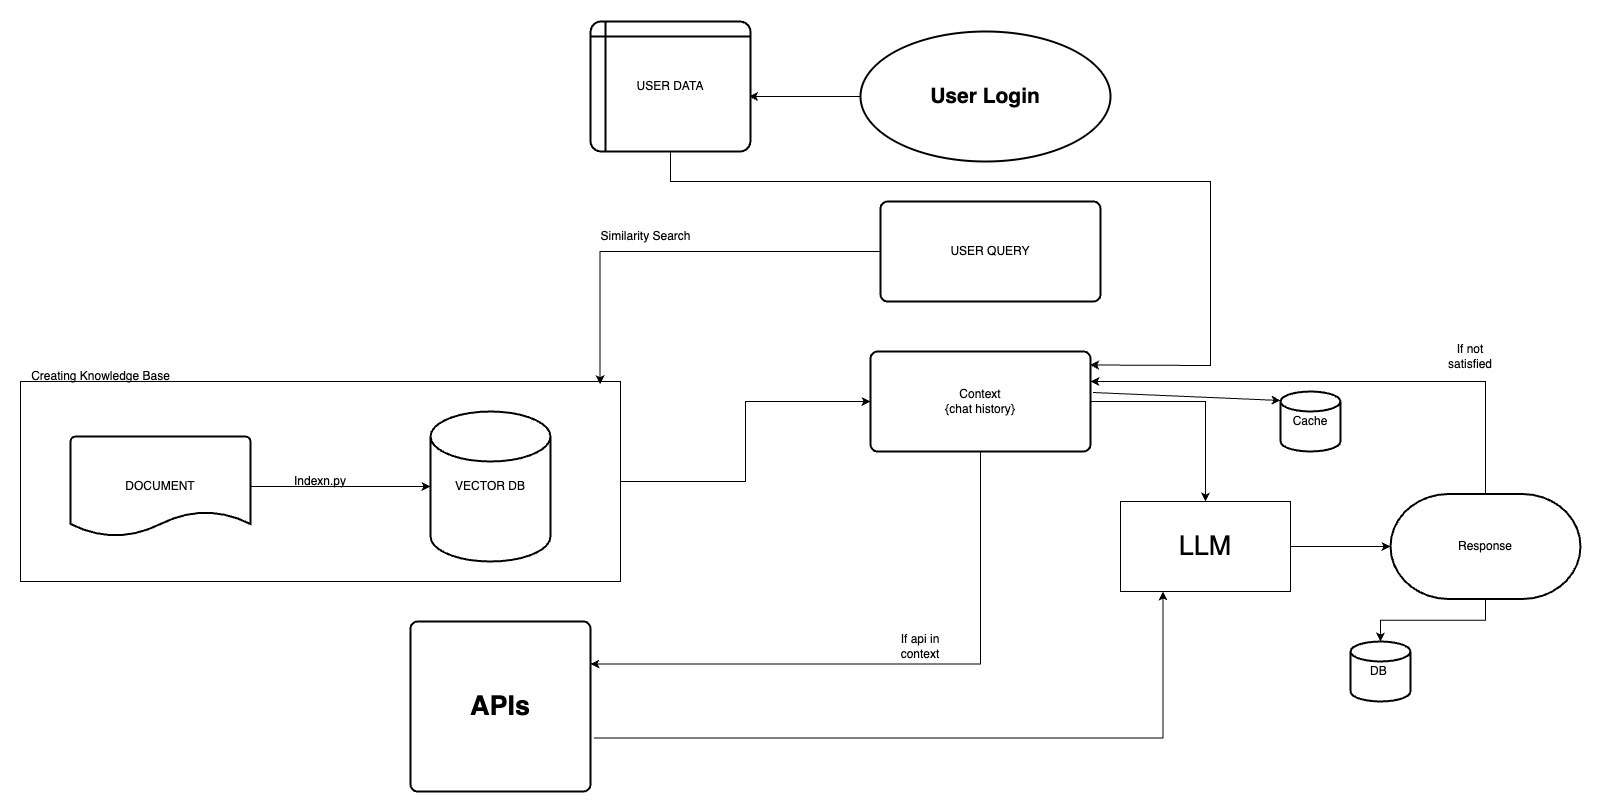 USER DATA
User Login
Similarity Search
USER QUERY
If not
satisfied
Creating Knowledge Base
Context
{chat history}
Cache
DOCUMENT
Indexn.py
VECTOR DB
LLM
Response
If api in
context
DB
APIs